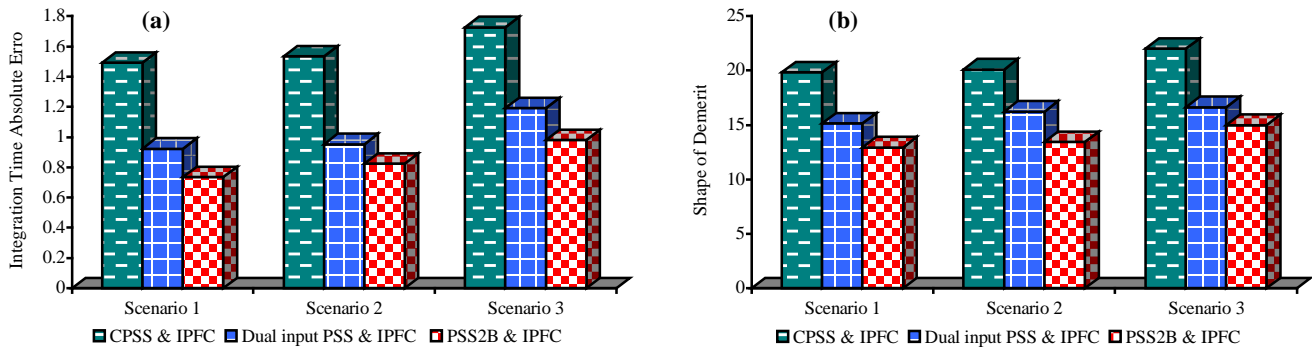 (a)
Integration Time Absolute Erro
1.8
1.6
1.4
1.2
1
0.8
0.6
0.4
0.2
0
Scenario 1 Scenario 2 Scenario 3
CPSS & IPFC Dual input PSS & IPFC PSS2B & IPFC
(b)
Shape of Demerit
25
20
15
10
5
0
Scenario 1 Scenario 2 Scenario 3
CPSS & IPFC Dual input PSS & IPFC PSS2B & IPFC